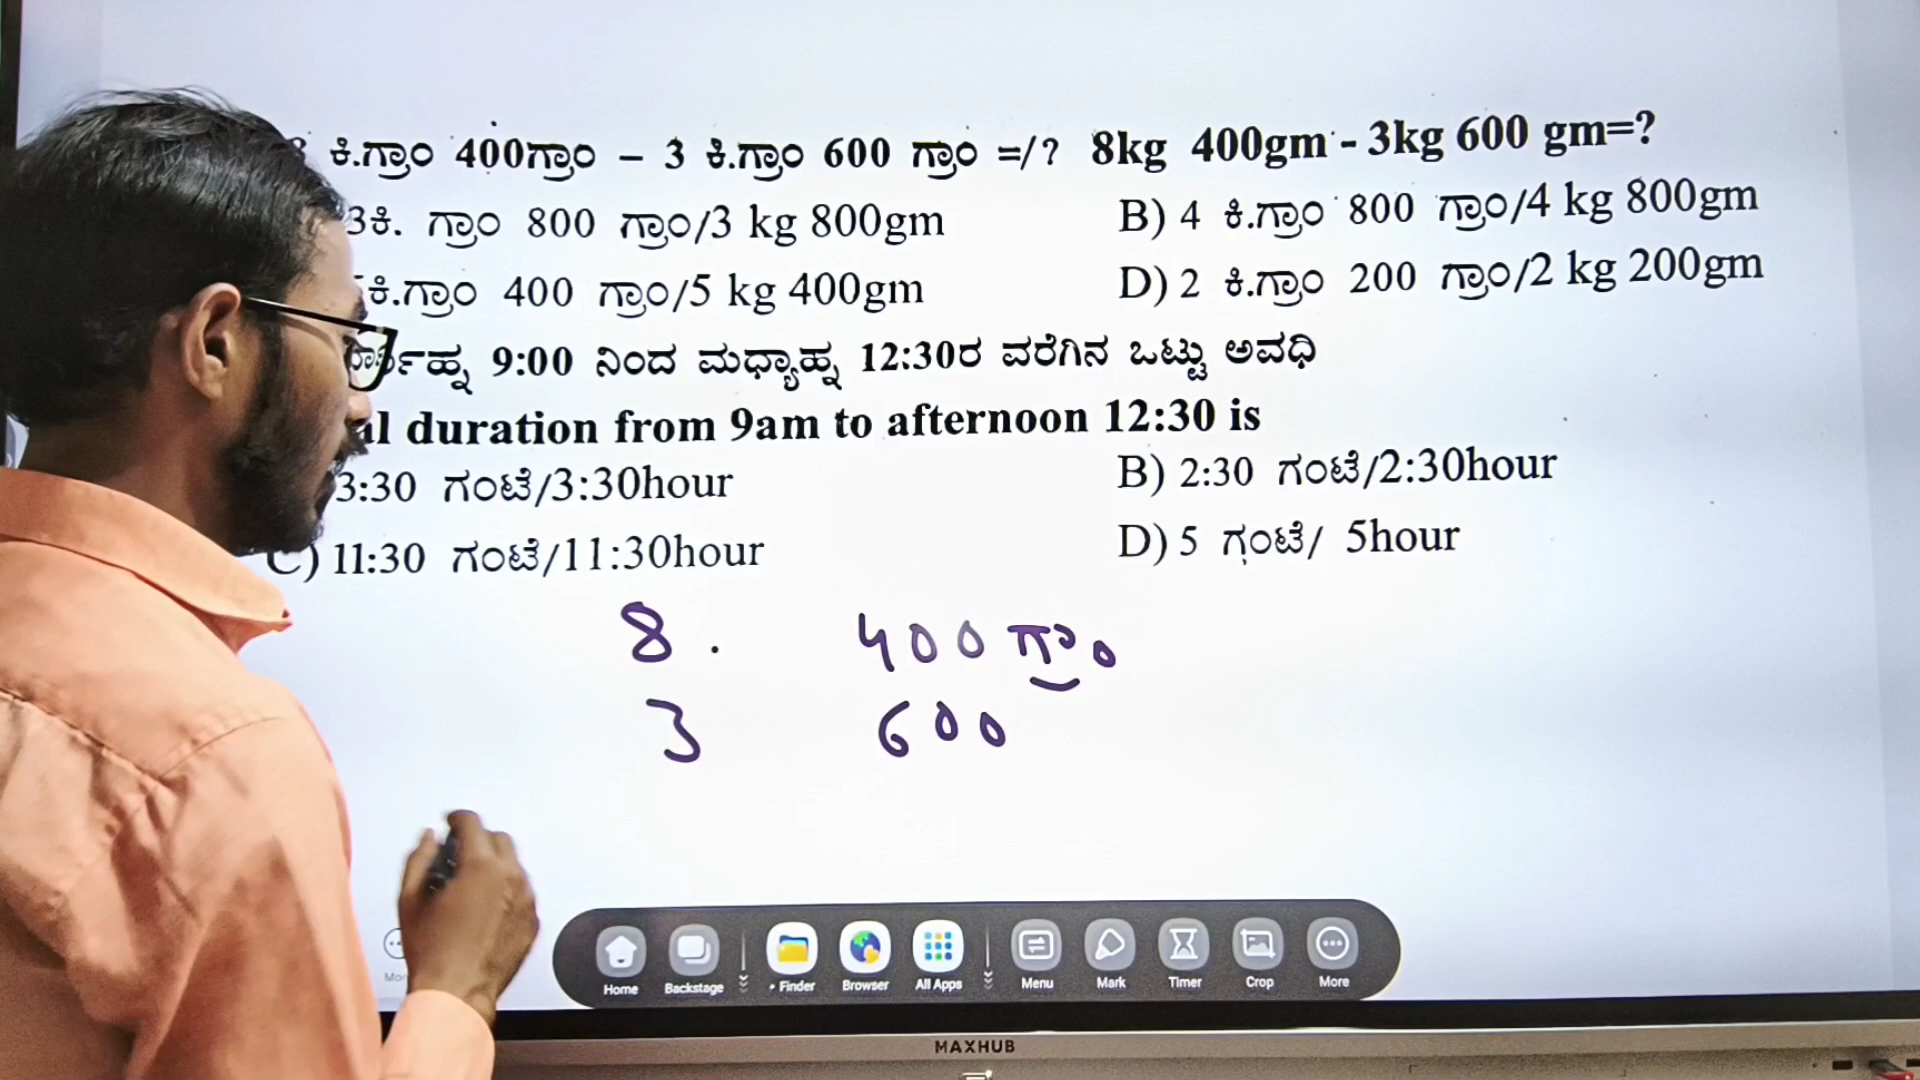 ಕಿ.ಗ್ರಾಂ 400ಗ್ರಾಂ – 3 ಕಿ.ಗ್ರಾಂ 600 ಗ್ರಾಂ =/? 8kg 400gm - 3kg 600 gm=?
3ಕಿ. ಗ್ರಾಂ 800 ಗ್ರಾಂ/3 kg 800gm B) 4 ಕಿ.ಗ್ರಾಂ 800 ಗ್ರಾಂ/4 kg 800gm
ಕಿ.ಗ್ರಾಂ 400 ಗ್ರಾಂ/5 kg 400gm D) 2 ಕಿ.ಗ್ರಾಂ 200 ಗ್ರಾಂ/2 kg 200gm
9:00 ನಿಂದ ಮಧ್ಯಾಹ್ನ 12:30ರ ವರೆಗಿನ ಒಟ್ಟು ಅವಧಿ
duration from 9am to afternoon 12:30 is
3:30 ಗಂಟೆ/3:30hour B) 2:30 ಗಂಟೆ/2:30hour
C) 11:30 ಗಂಟೆ/11:30hour D) 5 ಗಂಟೆ/ 5hour
8 . 400 ಗ್ರಾಂ
3 600
Home Backstage Finder Browser All Apps Menu Mark Timer Crop More
MAXHUB